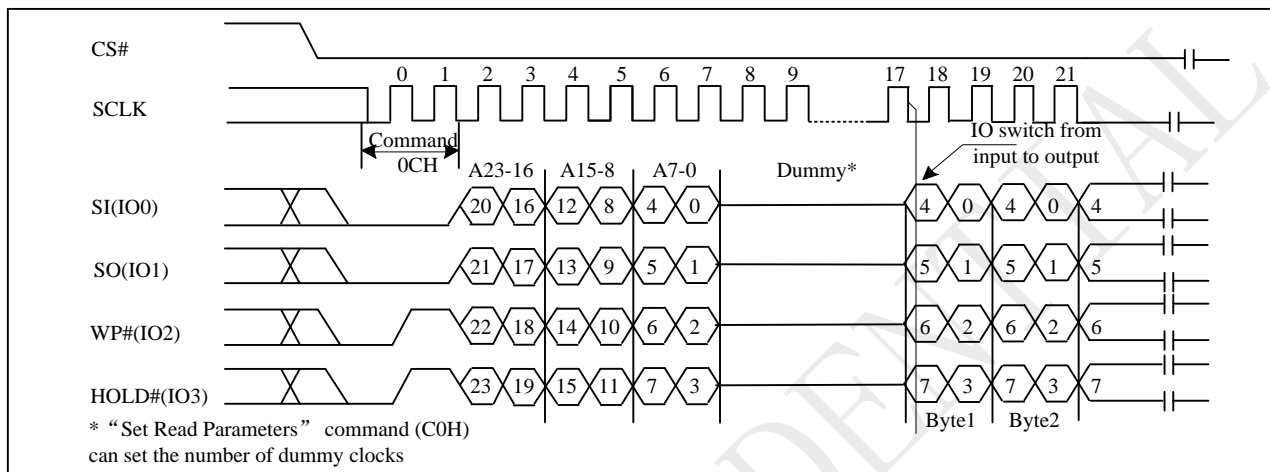 CS#
0 1 2 3 4 5 6 7 8 9 17 18 19 20 21
SCLK
Command
0CH
IO switch from
input to output
A23-16 A15-8 A7-0 Dummy*
SI(IO0) 20 16 12 8 4 0 4 0 4 0 4
SO(IO1) 21 17 13 9 5 1 5 1 5 1 5
WP#(IO2) 22 18 14 10 6 2 6 2 6 2 6
HOLD#(IO3) 23 19 15 11 7 3 7 3 7 3 7
Byte1 Byte2
* “Set Read Parameters” command (C0H)
can set the number of dummy clocks